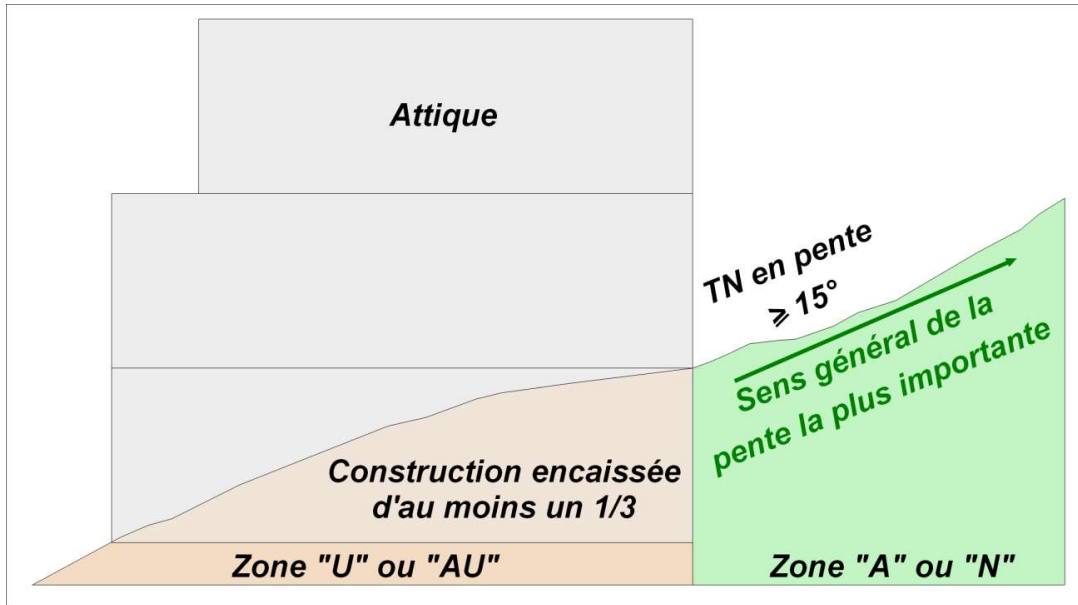 Attique
TN en pente
⩾ 15°
Sens général de la
pente la plus importante
Construction encaissée
d'au moins un 1/3
Zone "U" ou "AU"
Zone "A" ou "N"